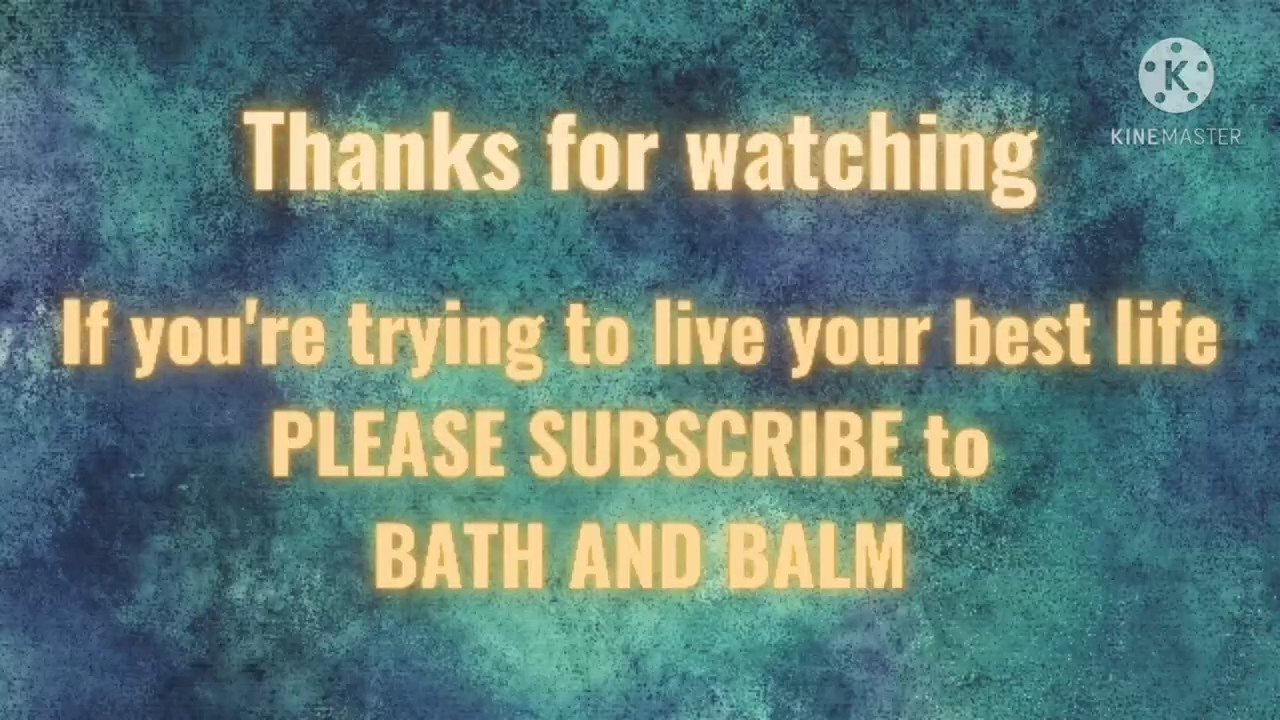 Thanks for watching
K
KINEMASTER
If you're trying to live your best life
PLEASE SUBSCRIBE to
BATH AND BALM